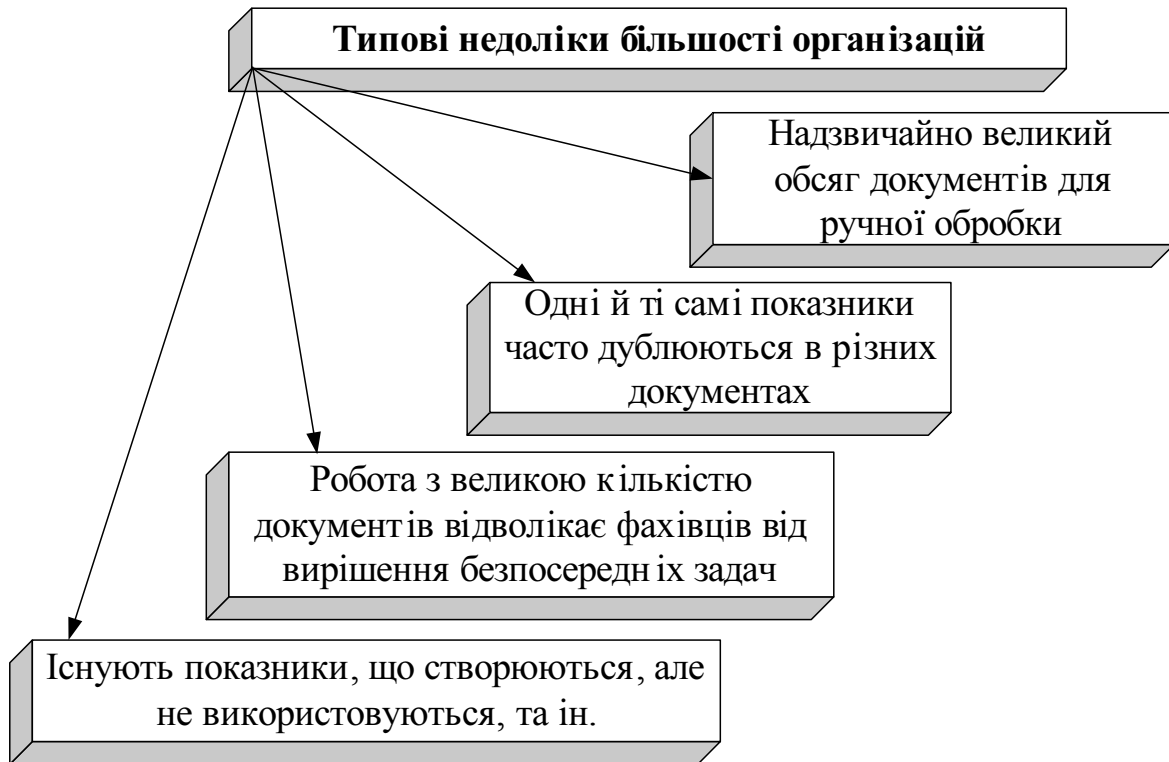 Типові недоліки більшості організацій
Надзвичайно великий
обсяг документів для
ручної обробки
Одні й ті самі показники
часто дублюються в різних
документах
Робота з великою кількістю
документів відволікає фахівців від
вирішення безпосередніх задач
Існують показники, що створюються, але
не використовуються, та ін.